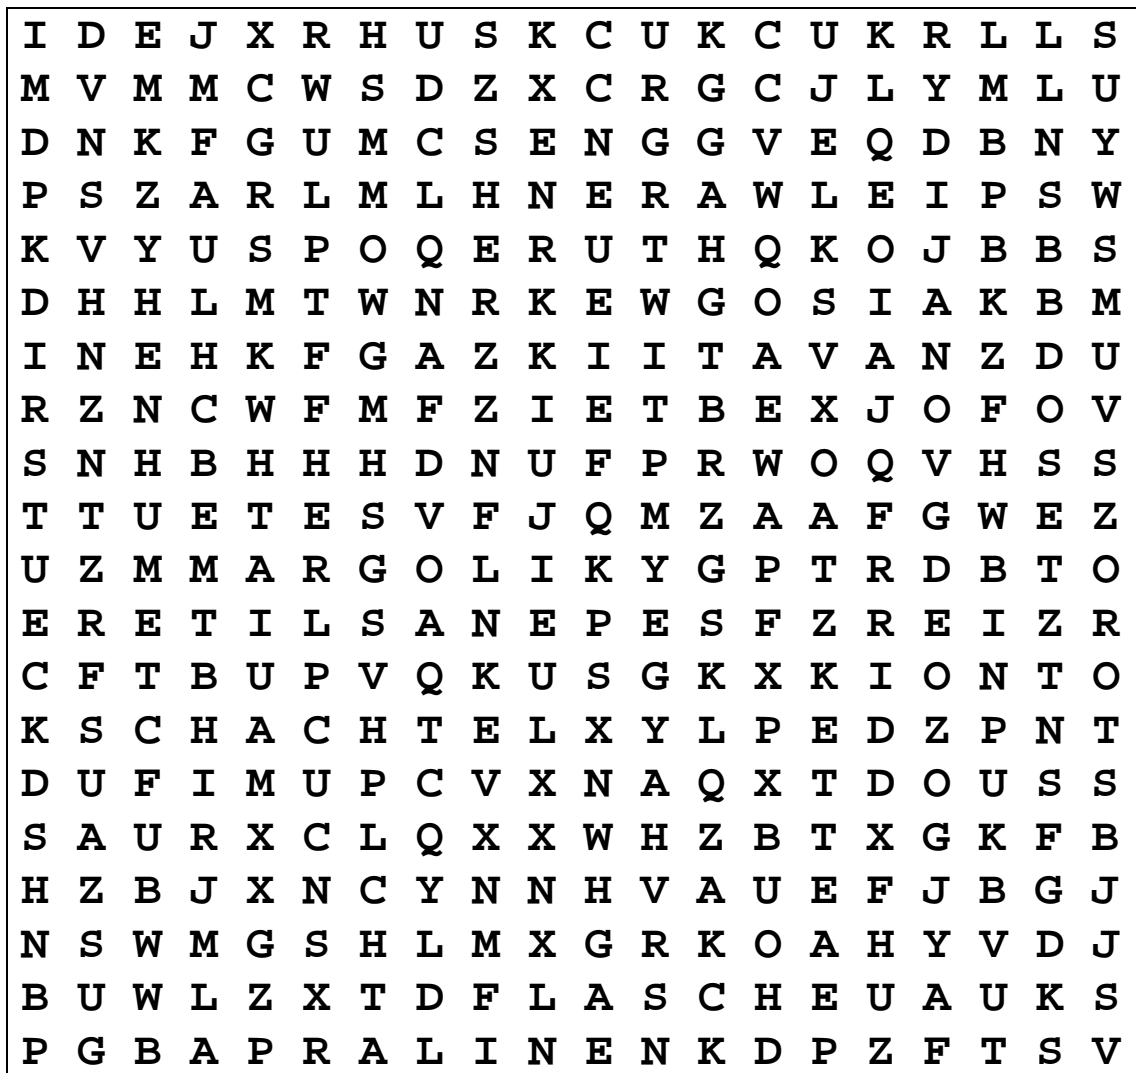 I D E J X R H U S K C U K C U K R L L S
M V M M C W S D Z X C R G C J L Y M L U
D N K F G U M C S E N G G V E Q D B N Y
P S Z A R L M L H N E R A W L E I P S W
K V Y U S P O Q E R U T H Q K O J B B S
D H H L M T W N R K E W G O S I A K B M
I N E H K F G A Z K I I T A V A N Z D U
R Z N C W F M F Z I E T B E X J O F O V
S N H B H H H D N U F P R W O Q V H S S
T T U E T E S V F J Q M Z A A F G W E Z
U Z M M A R G O L I K Y G P T R D B T O
E R E T I L S A N E P E S F Z R E I Z R
C F T B U P V Q K U S G K X K I O N T O
K S C H A C H T E L X Y L P E D Z P N T
D U F I M U P C V X N A Q X T D O U S S
S A U R X C L Q X X W H Z B T X G K F B
H Z B J X N C Y N N H V A U E F J B G J
N S W M G S H L M X G R K O A H Y V D J
B U W L Z X T D F L A S C H E U A U K S
P G B A P R A L I N E N K D P Z F T S V